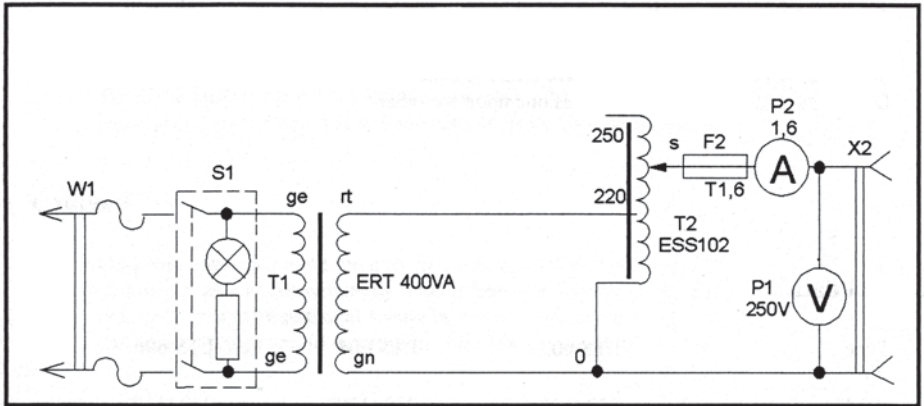 W1
S1
ge
rt
T1
ERT 400VA
ge
gn
250
220
s
F2
T1,6
T2
ESS102
0
P2
1,6
A
X2
P1
250V
V